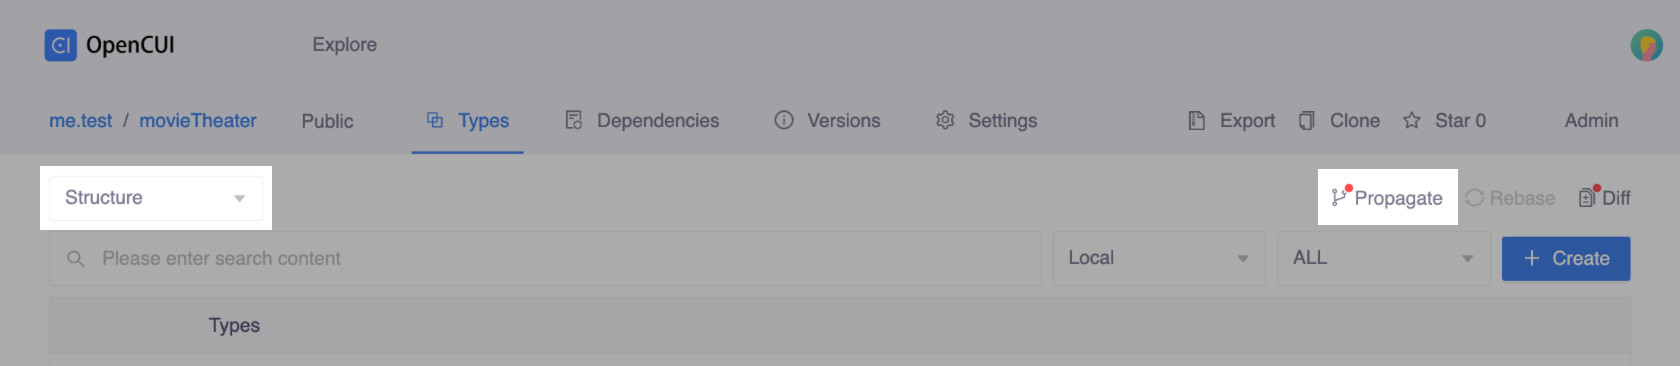 OpenCUI Explore
me.test / movieTheater Public Types Dependencies Versions Settings Export Clone Star 0 Admin
Structure Propagate Rebase Diff
Please enter search content Local ALL + Create
Types